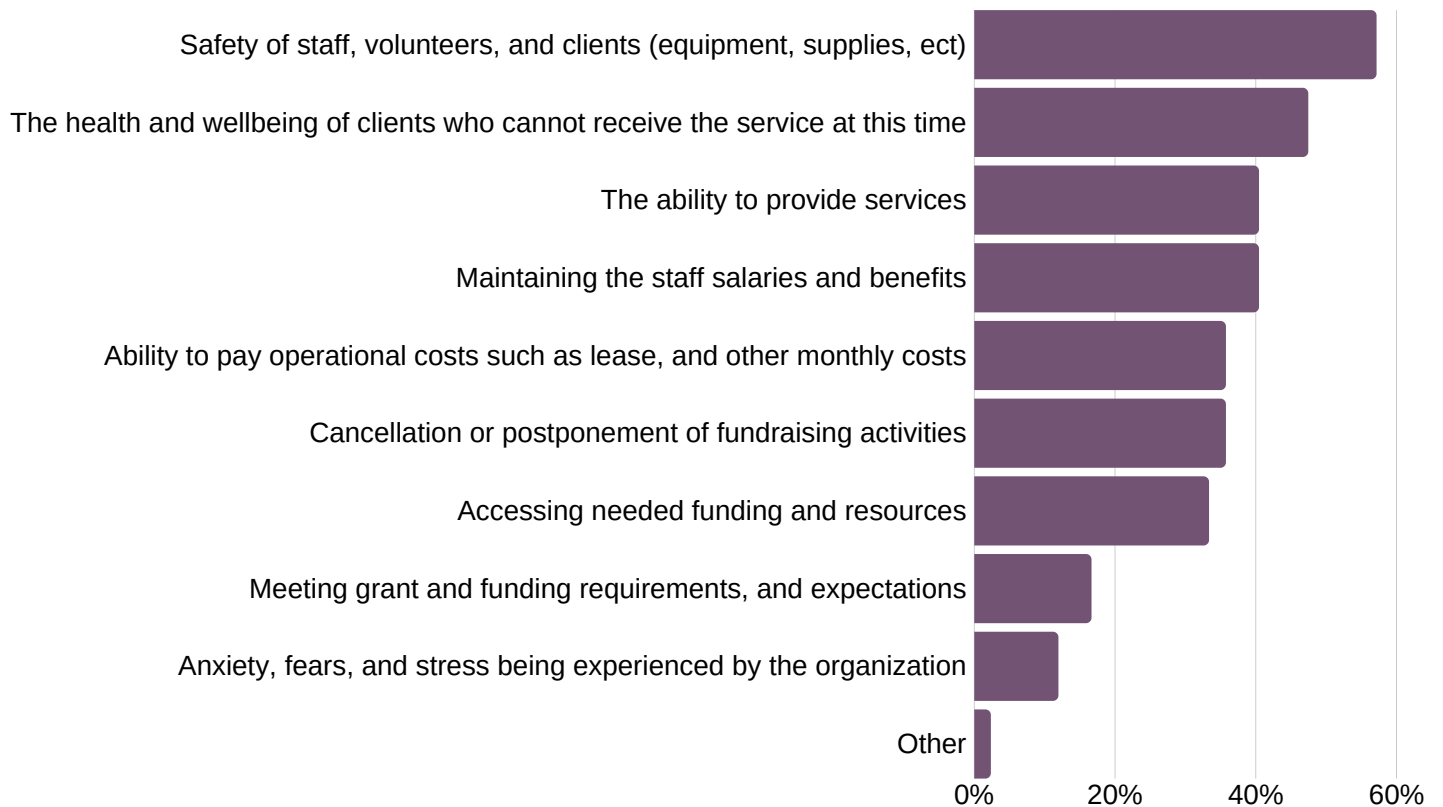 Safety of staff, volunteers, and clients (equipment, supplies, ect)
The health and wellbeing of clients who cannot receive the service at this time
The ability to provide services
Maintaining the staff salaries and benefits
Ability to pay operational costs such as lease, and other monthly costs
Cancellation or postponement of fundraising activities
Accessing needed funding and resources
Meeting grant and funding requirements, and expectations
Anxiety, fears, and stress being experienced by the organization
Other
0% 20% 40% 60%